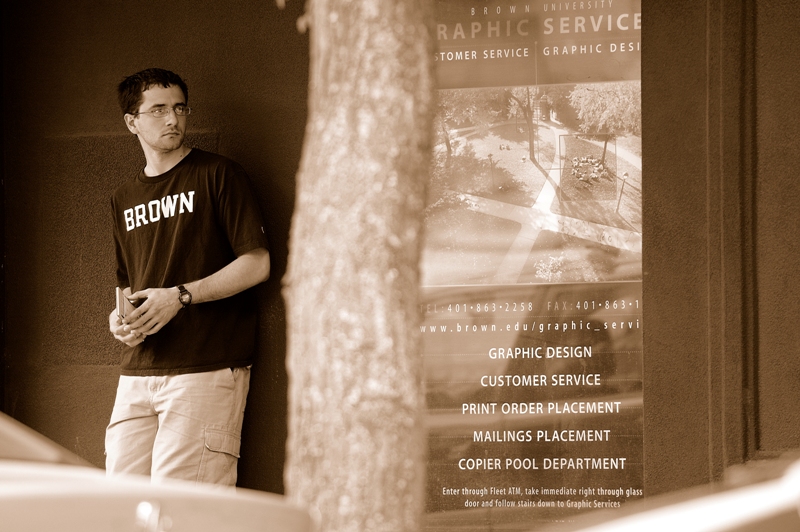 BROWN
BROWN UNIVERSITY
GRAPHIC SERVICE
STOMER SERVICE GRAPHIC DESI
TEL: 401·863·2258 FAX: 401·863·1
www.brown.edu/graphic_servi
GRAPHIC DESIGN
CUSTOMER SERVICE
PRINT ORDER PLACEMENT
MAILINGS PLACEMENT
COPIER POOL DEPARTMENT
Enter through Fleet ATM, take immediate right through glass
door and follow stairs down to Graphic Services